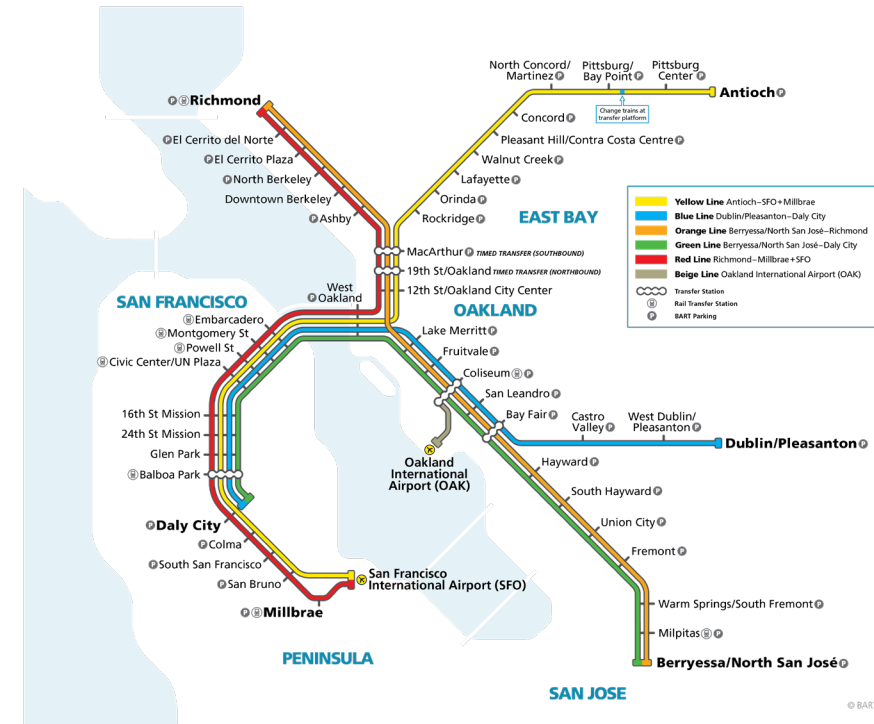 North Concord/
Martinez P
Pittsburg/
Bay Point P
Pittsburg
Center P
Antioch P
Change trains at
transfer platform
P Richmond
Concord P
P El Cerrito del Norte
Pleasant Hill/Contra Costa Centre P
P El Cerrito Plaza
Walnut Creek P
P North Berkeley
Lafayette P
Downtown Berkeley
Orinda P
P Ashby
Rockridge P
EAST BAY
Yellow Line Antioch–SFO+Millbrae
Blue Line Dublin/Pleasanton–Daly City
Orange Line Berryessa/North San José–Richmond
Green Line Berryessa/North San José–Daly City
Red Line Richmond–Millbrae+SFO
Beige Line Oakland International Airport (OAK)
Transfer Station
Rail Transfer Station
P BART Parking
MacArthur P TIMED TRANSFER (SOUTHBOUND)
19th St/Oakland TIMED TRANSFER (NORTHBOUND)
12th St/Oakland City Center
West
P Oakland
SAN FRANCISCO
OAKLAND
Embarcadero
Montgomery St
Powell St
Civic Center/UN Plaza
Lake Merritt P
Fruitvale P
Coliseum P
San Leandro P
Bay Fair P
Castro
Valley P
West Dublin/
Pleasanton P
Dublin/Pleasanton P
16th St Mission
24th St Mission
Glen Park
Balboa Park
Oakland
International
Airport (OAK)
Hayward P
South Hayward P
Union City P
Fremont P
P Daly City
P Colma
P South San Francisco
P San Bruno
San Francisco
International Airport (SFO)
P Millbrae
Warm Springs/South Fremont P
Milpitas P
Berryessa/North San José P
PENINSULA
SAN JOSE
© BAR